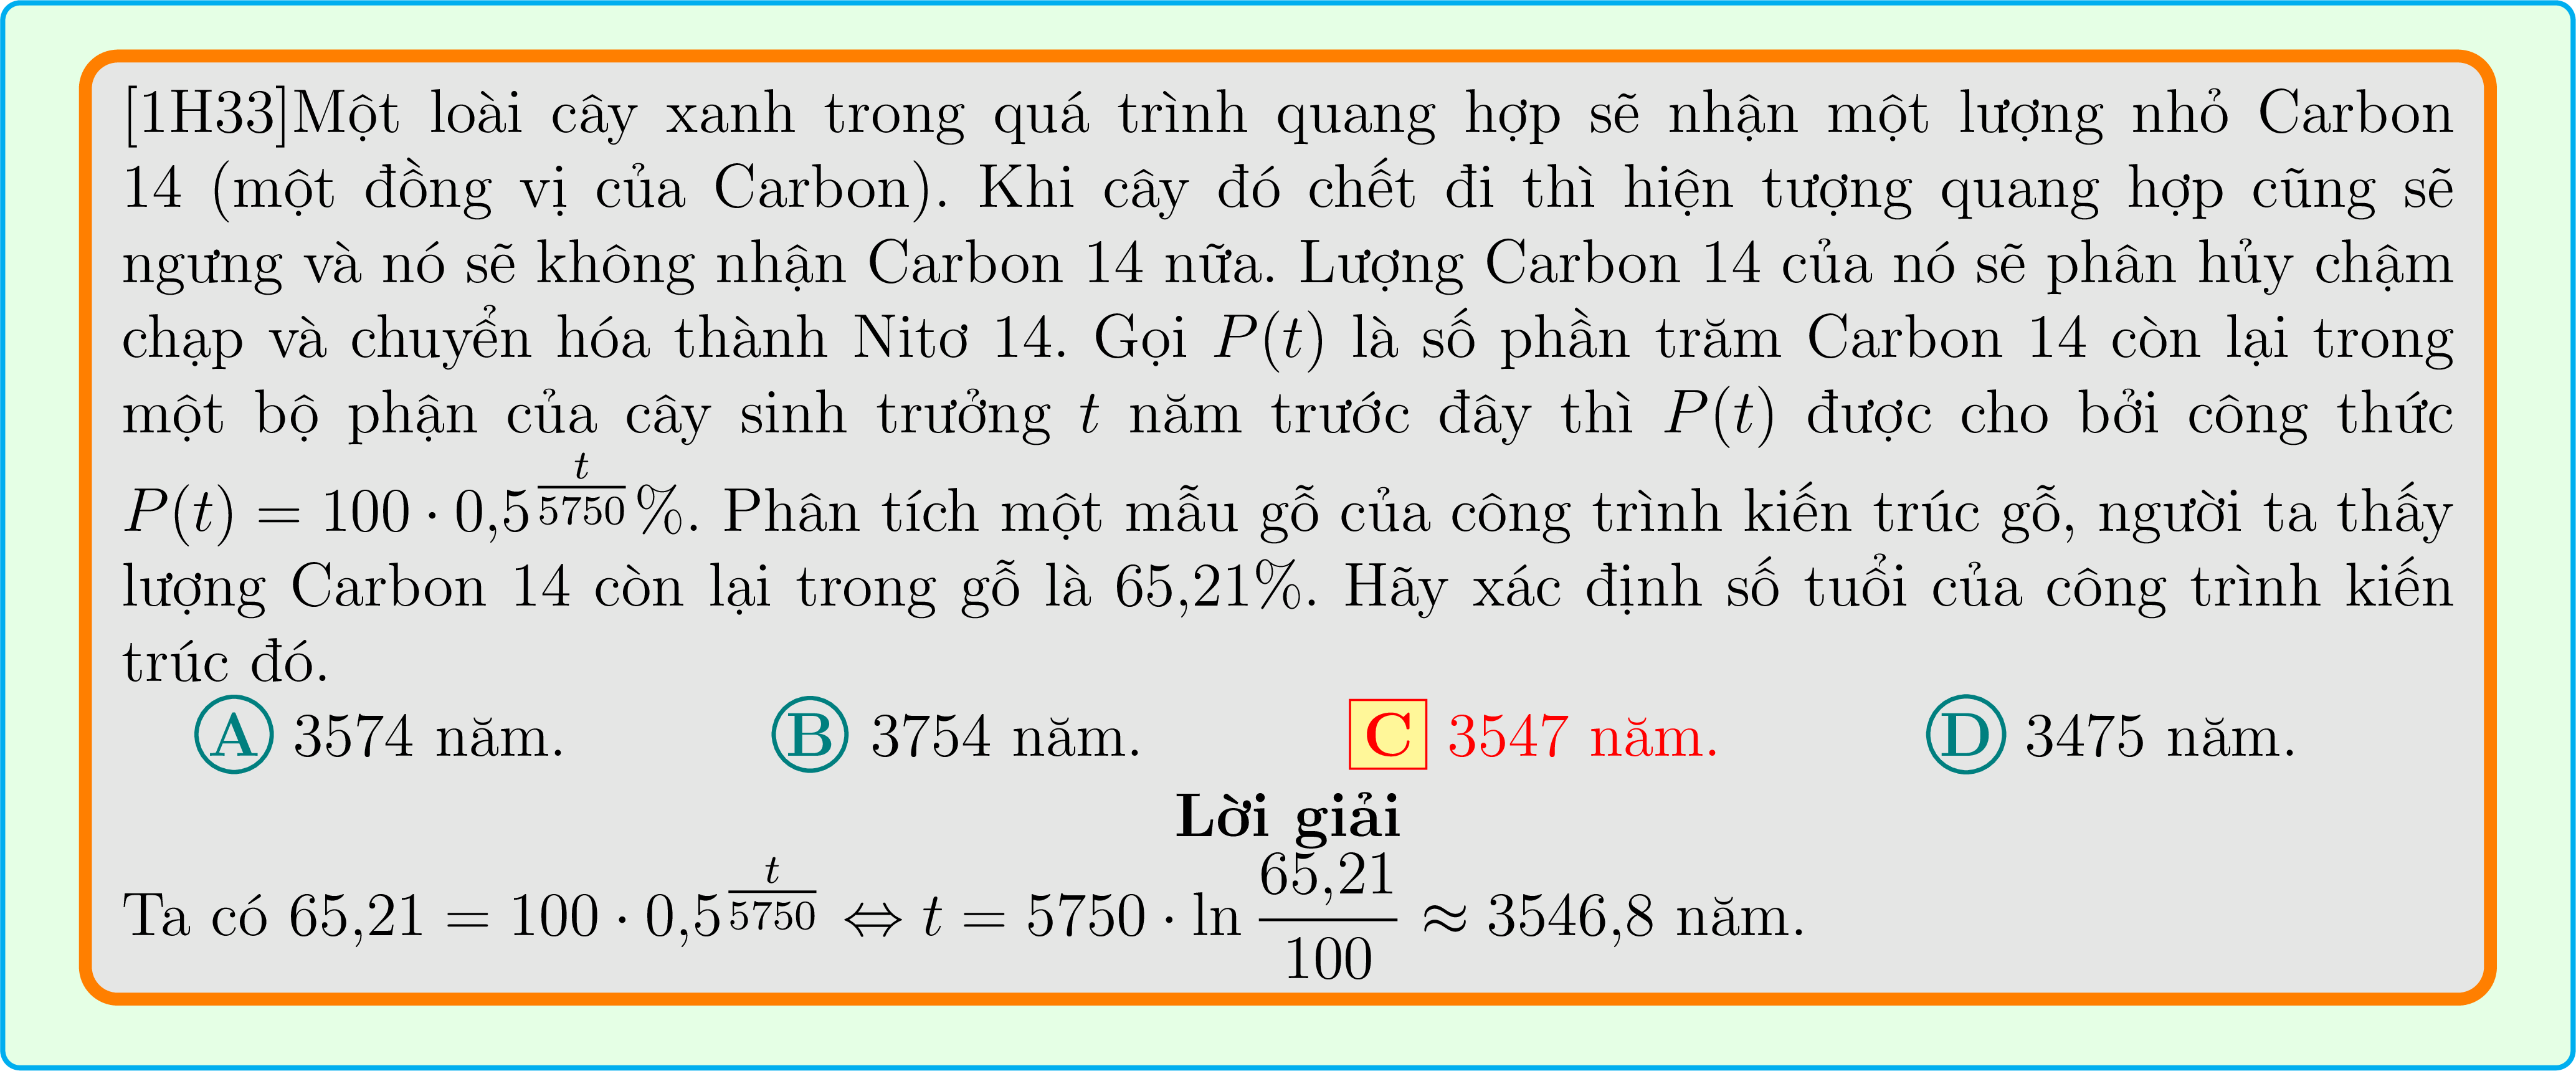 [1H33]Một loài cây xanh trong quá trình quang hợp sẽ nhận một lượng nhỏ Carbon
14 (một đồng vị của Carbon). Khi cây đó chết đi thì hiện tượng quang hợp cũng sẽ
ngưng và nó sẽ không nhận Carbon 14 nữa. Lượng Carbon 14 của nó sẽ phân hủy chậm
chạp và chuyển hóa thành Nitơ 14. Gọi P(t) là số phần trăm Carbon 14 còn lại trong
một bộ phận của cây sinh trưởng t năm trước đây thì P(t) được cho bởi công thức
P(t) = 100 · 0,5^{\frac{t}{5750}}%. Phân tích một mẫu gỗ của công trình kiến trúc gỗ, người ta thấy
lượng Carbon 14 còn lại trong gỗ là 65,21%. Hãy xác định số tuổi của công trình kiến
trúc đó.
A 3574 năm. B 3754 năm. C 3547 năm. D 3475 năm.
Lời giải
Ta có 65,21 = 100 · 0,5^{\frac{t}{5750}} ⇔ t = 5750 · ln \frac{65,21}{100} ≈ 3546,8 năm.